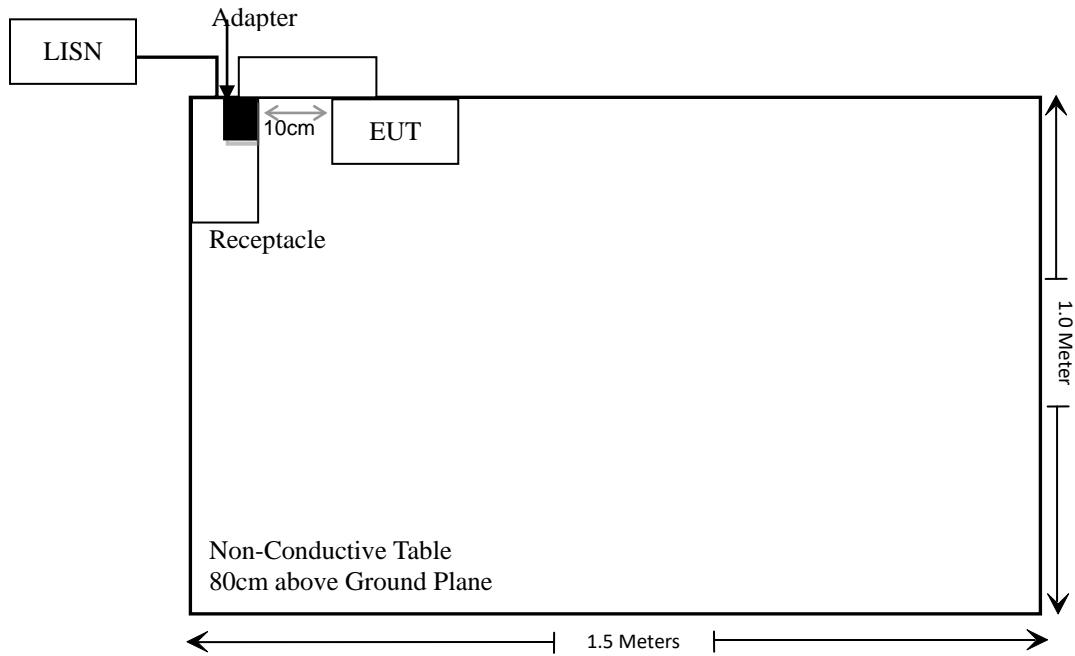 Adapter
LISN
10cm
EUT
Receptacle
1.0 Meter
Non-Conductive Table
80cm above Ground Plane
1.5 Meters